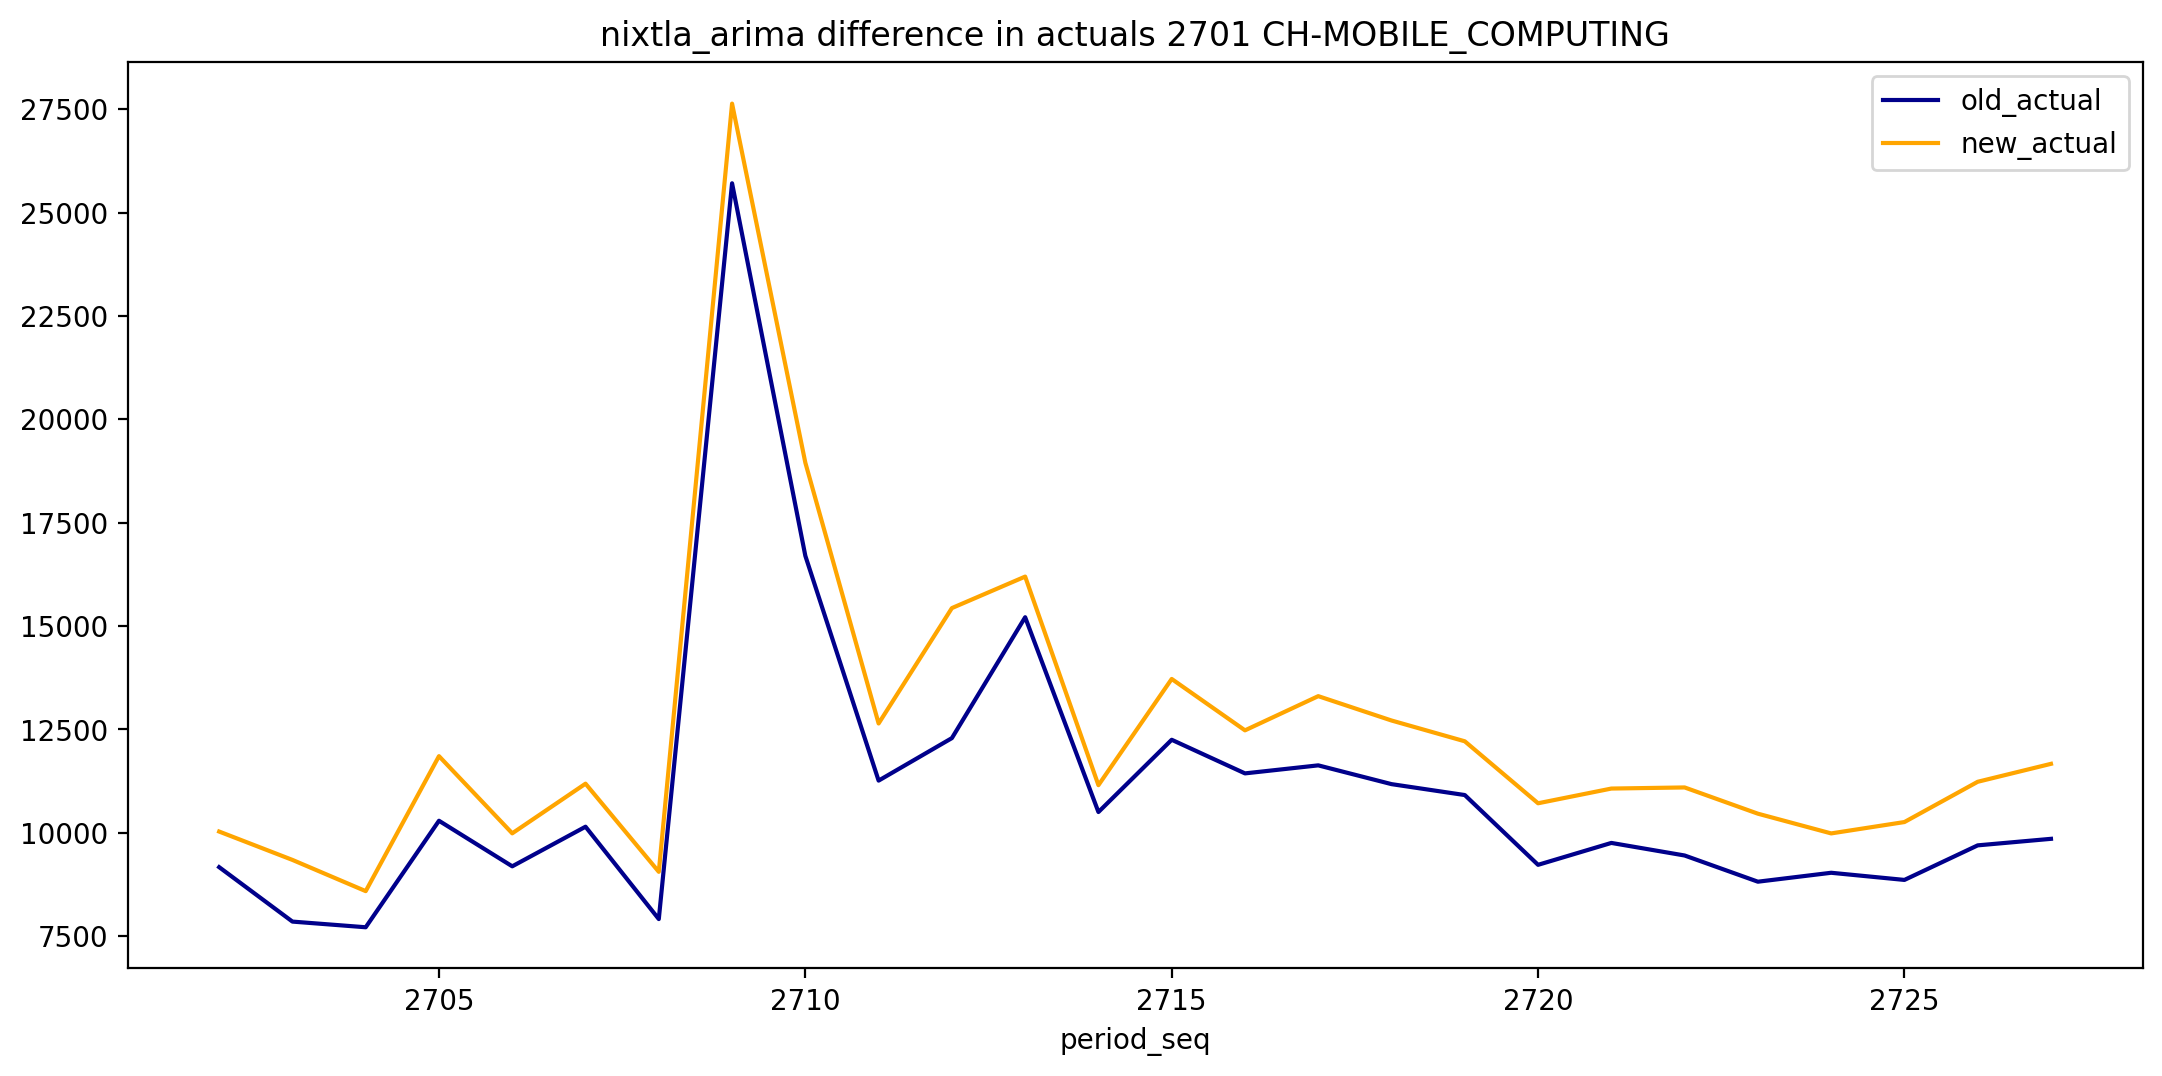 nixtla_arima difference in actuals 2701 CH-MOBILE_COMPUTING
old_actual
new_actual
27500
25000
22500
20000
17500
15000
12500
10000
7500
2705 2710 2715 2720 2725
period_seq